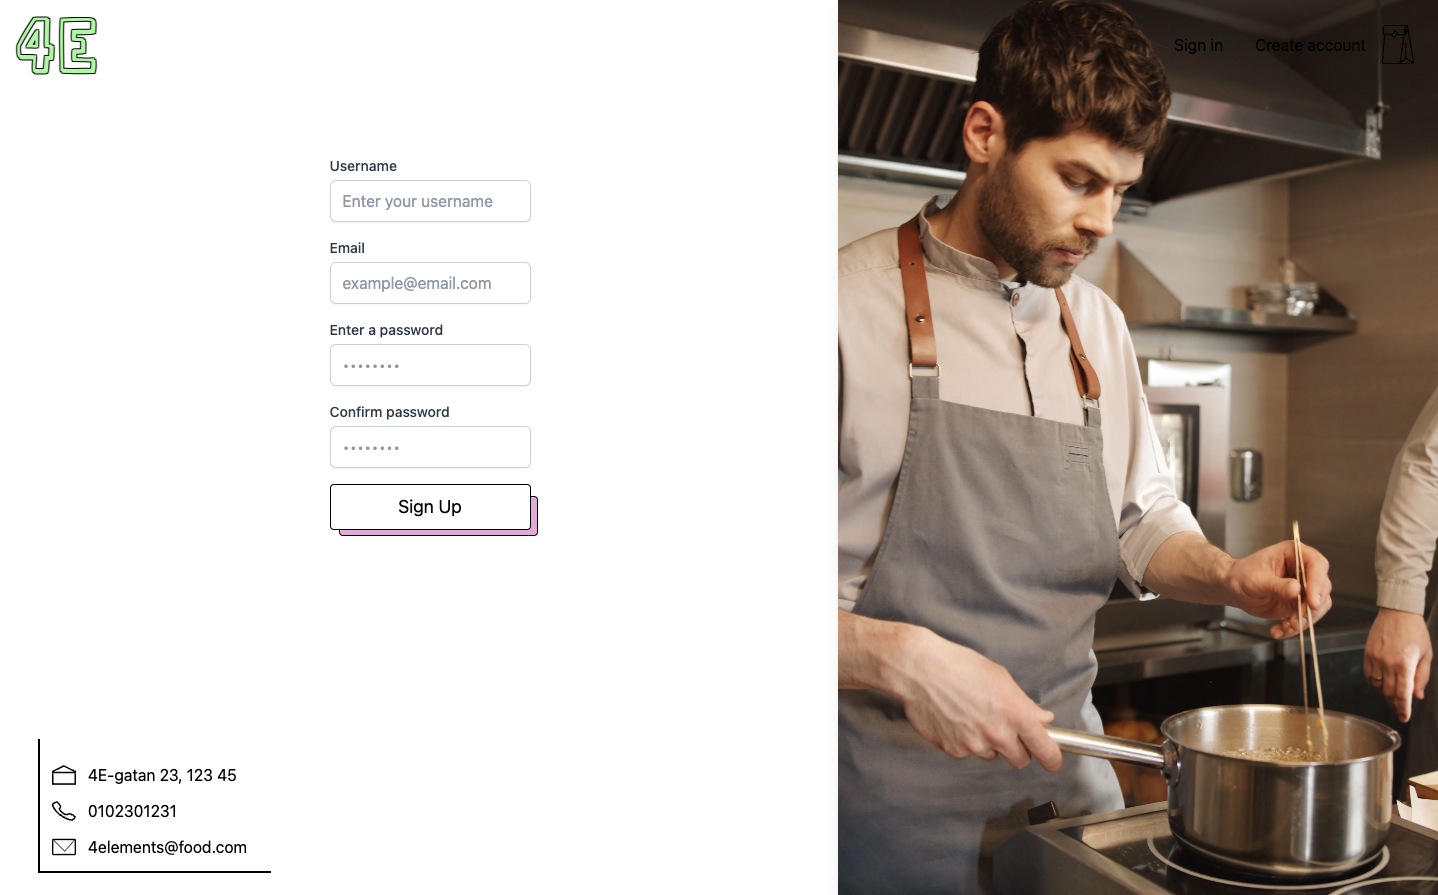 4E
Sign in
Create account
Username
Enter your username
Email
example@email.com
Enter a password
••••••••
Confirm password
••••••••
Sign Up
4E-gatan 23, 123 45
0102301231
4elements@food.com